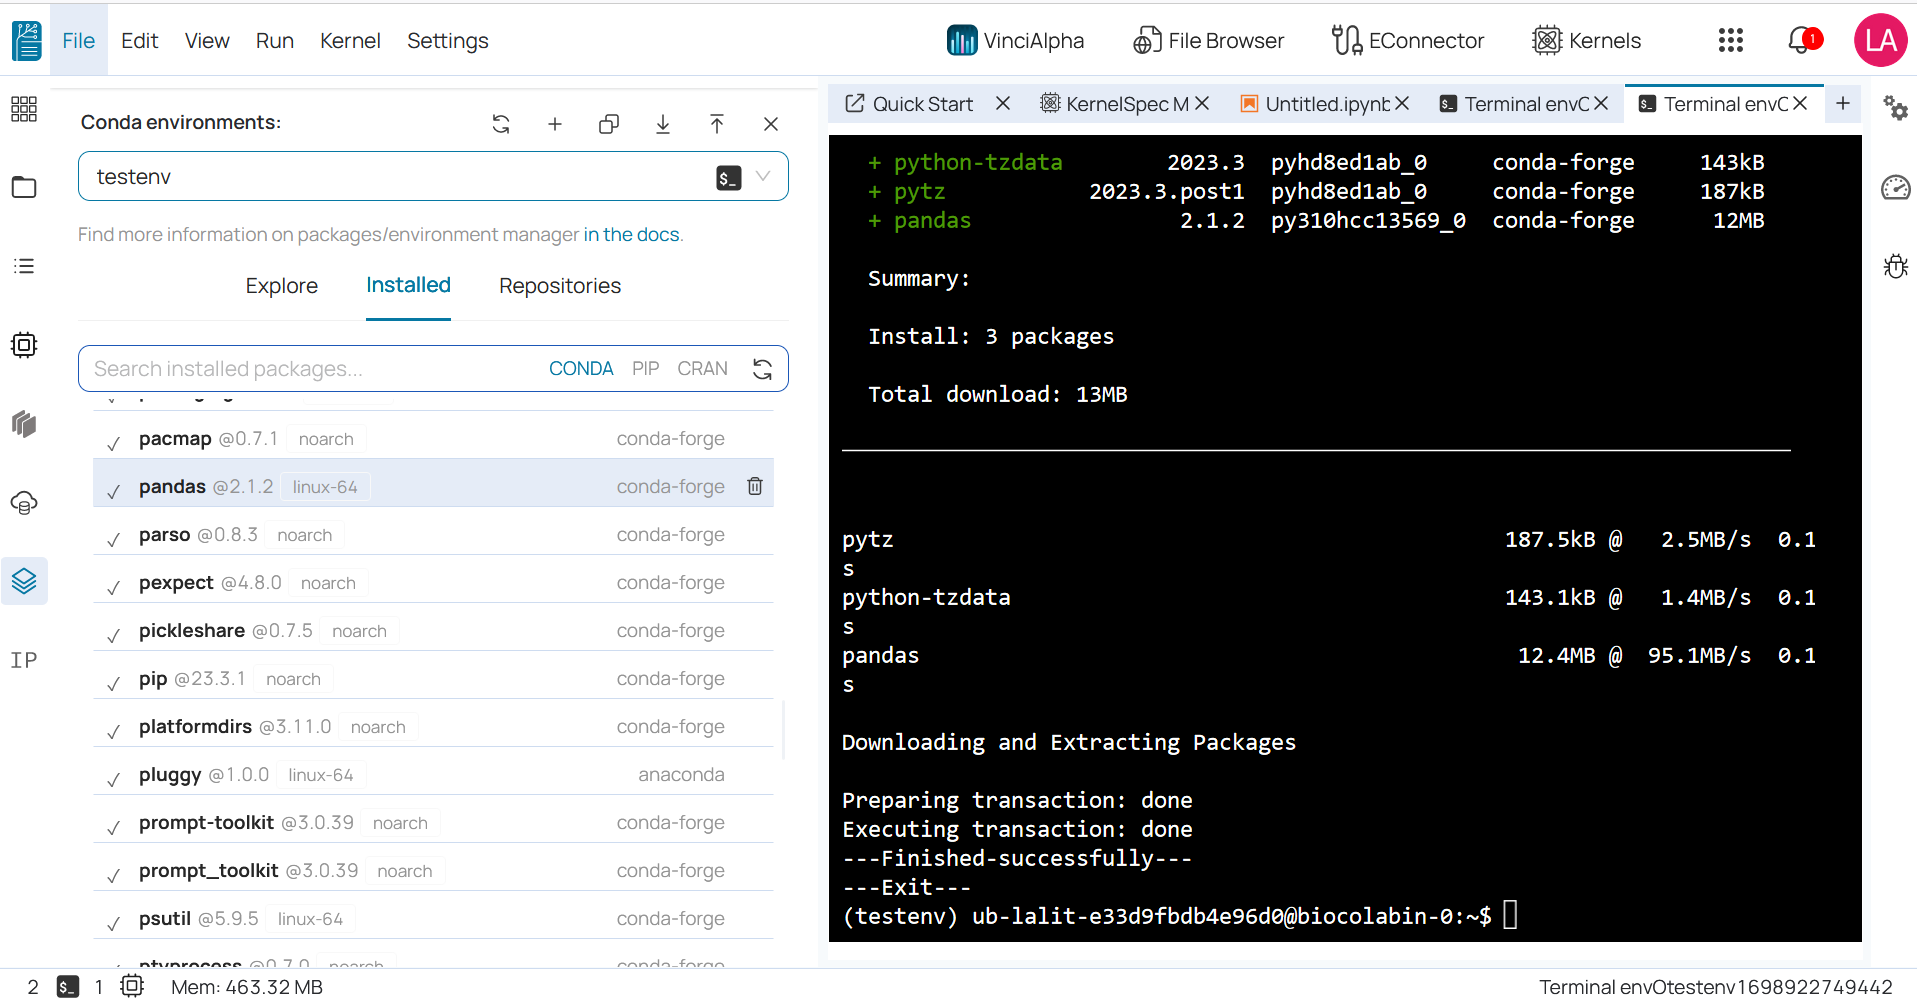 File Edit View Run Kernel Settings
VinciAlpha File Browser EConnector Kernels 1 LA
Conda environments:
testenv
Find more information on packages/environment manager in the docs.
Explore Installed Repositories
Search installed packages... CONDA PIP CRAN
pacmap @0.7.1 noarch conda-forge
pandas @2.1.2 linux-64 conda-forge
parso @0.8.3 noarch conda-forge
pexpect @4.8.0 noarch conda-forge
pickleshare @0.7.5 noarch conda-forge
pip @23.3.1 noarch conda-forge
platformdirs @3.11.0 noarch conda-forge
pluggy @1.0.0 linux-64 anaconda
prompt-toolkit @3.0.39 noarch conda-forge
prompt_toolkit @3.0.39 noarch conda-forge
psutil @5.9.5 linux-64 conda-forge
ptyprocess @0.7.0 noarch conda-forge
IP
Quick Start KernelSpec M Untitled.ipynb Terminal envC Terminal envC
+ python-tzdata 2023.3 pyhd8ed1ab_0 conda-forge 143kB
+ pytz 2023.3.post1 pyhd8ed1ab_0 conda-forge 187kB
+ pandas 2.1.2 py310hcc13569_0 conda-forge 12MB
Summary:
Install: 3 packages
Total download: 13MB
pytz 187.5kB @ 2.5MB/s 0.1
s
python-tzdata 143.1kB @ 1.4MB/s 0.1
s
pandas 12.4MB @ 95.1MB/s 0.1
s
Downloading and Extracting Packages
Preparing transaction: done
Executing transaction: done
---Finished-successfully---
---Exit---
(testenv) ub-lalit-e33d9fbdb4e96d0@biocolabin-0:~$
2 $_ 1 Mem: 463.32 MB
Terminal envOtestenv1698922749442